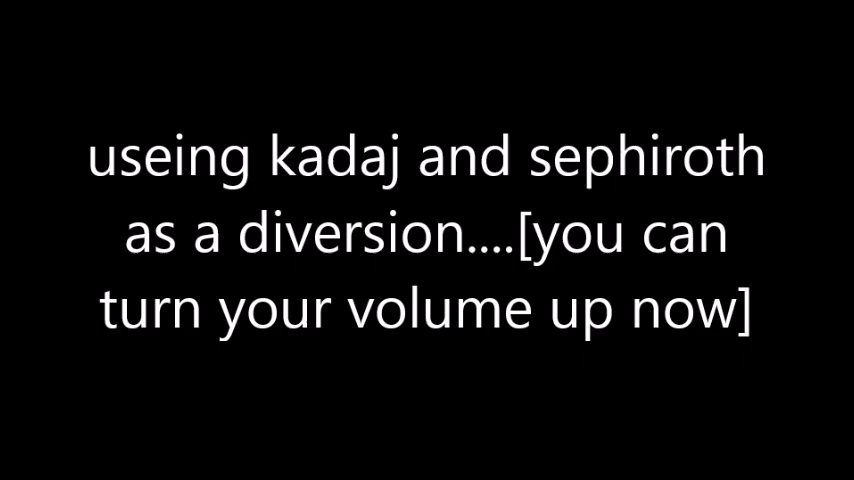 useing kadaj and sephiroth
as a diversion....[you can
turn your volume up now]